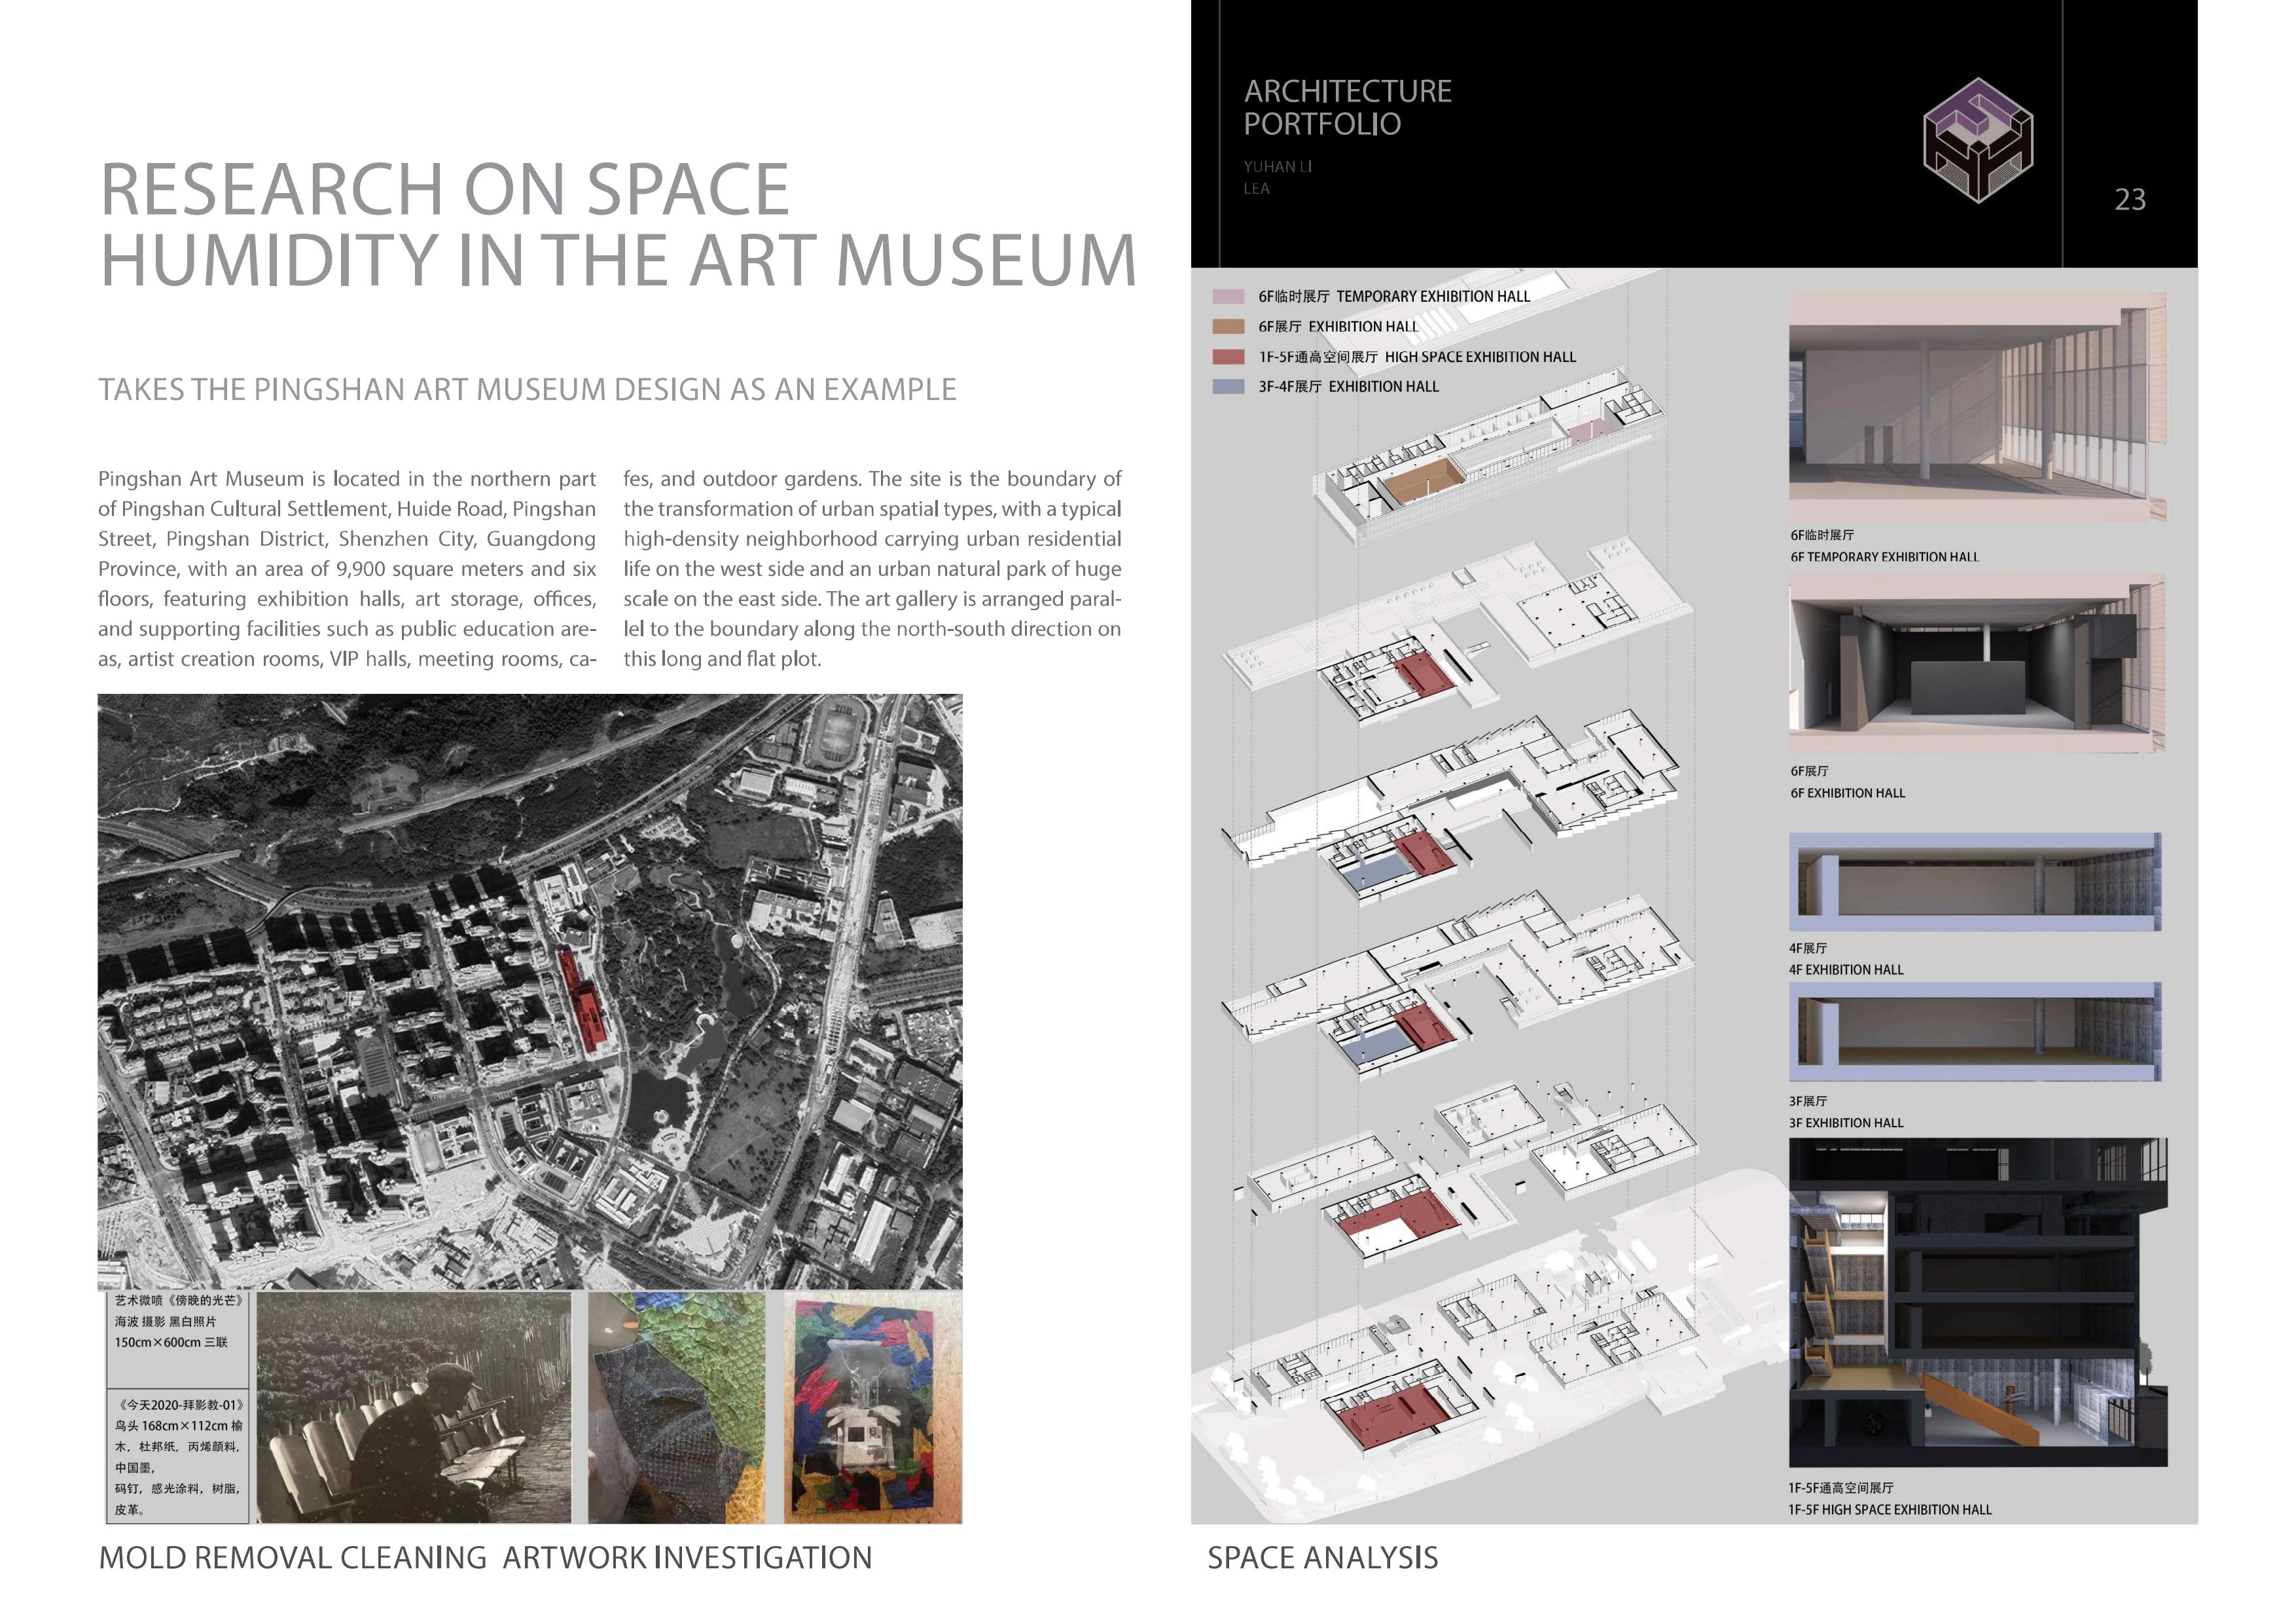 RESEARCH ON SPACE
HUMIDITY IN THE ART MUSEUM
TAKES THE PINGSHAN ART MUSEUM DESIGN AS AN EXAMPLE
Pingshan Art Museum is located in the northern part
of Pingshan Cultural Settlement, Huide Road, Pingshan
Street, Pingshan District, Shenzhen City, Guangdong
Province, with an area of 9,900 square meters and six
floors, featuring exhibition halls, art storage, offices,
and supporting facilities such as public education are-
as, artist creation rooms, VIP halls, meeting rooms, ca-
fes, and outdoor gardens. The site is the boundary of
the transformation of urban spatial types, with a typical
high-density neighborhood carrying urban residential
life on the west side and an urban natural park of huge
scale on the east side. The art gallery is arranged paral-
lel to the boundary along the north-south direction on
this long and flat plot.
艺术微喷《傍晚的光芒》
海波 摄影 黑白照片
150cm×600cm 三联
《今天2020-拜影教-01》
鸟头 168cm×112cm 榆
木，杜邦纸，丙烯颜料，
中国墨，
码钉，感光涂料，树脂，
皮革。
MOLD REMOVAL CLEANING ARTWORK INVESTIGATION
ARCHITECTURE
PORTFOLIO
YUHAN LI
LEA
23
6F临时展厅 TEMPORARY EXHIBITION HALL
6F展厅 EXHIBITION HALL
1F-5F通高空间展厅 HIGH SPACE EXHIBITION HALL
3F-4F展厅 EXHIBITION HALL
6F临时展厅
6F TEMPORARY EXHIBITION HALL
6F展厅
6F EXHIBITION HALL
4F展厅
4F EXHIBITION HALL
3F展厅
3F EXHIBITION HALL
1F-5F通高空间展厅
1F-5F HIGH SPACE EXHIBITION HALL
SPACE ANALYSIS